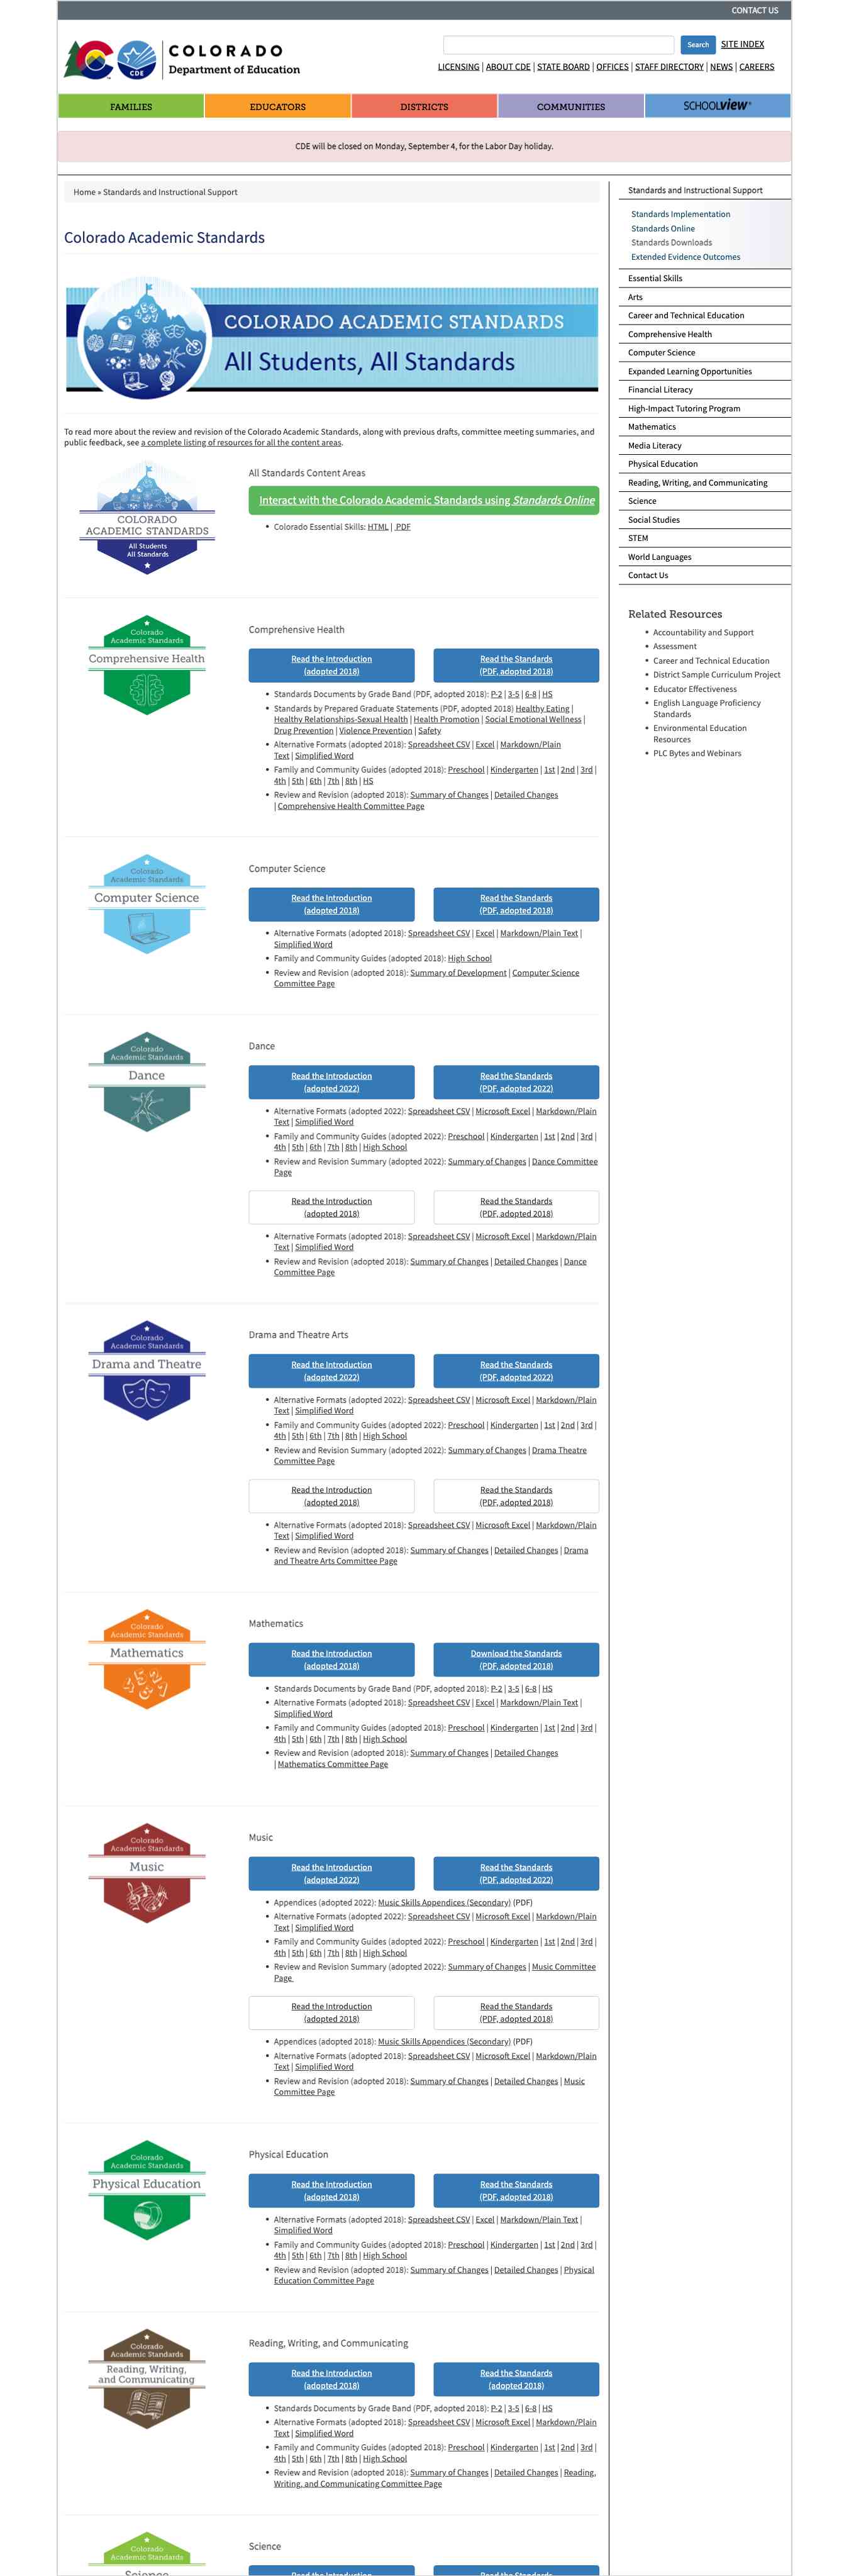 CONTACT US
COLORADO
Department of Education
CDE
Search
SITE INDEX
LICENSING | ABOUT CDE | STATE BOARD | OFFICES | STAFF DIRECTORY | NEWS | CAREERS
FAMILIES
EDUCATORS
DISTRICTS
COMMUNITIES
SCHOOLVIEW
CDE will be closed on Monday, September 4, for the Labor Day holiday.
Home » Standards and Instructional Support
Colorado Academic Standards
COLORADO ACADEMIC STANDARDS
All Students, All Standards
To read more about the review and revision of the Colorado Academic Standards, along with previous drafts, committee meeting summaries, and
public feedback, see a complete listing of resources for all the content areas.
COLORADO
ACADEMIC STANDARDS
All Students
All Standards
All Standards Content Areas
Interact with the Colorado Academic Standards using Standards Online
• Colorado Essential Skills: HTML | PDF
Colorado
Academic Standards
Comprehensive Health
Comprehensive Health
Read the Introduction
(adopted 2018)
Read the Standards
(PDF, adopted 2018)
• Standards Documents by Grade Band (PDF, adopted 2018): P-2 | 3-5 | 6-8 | HS
• Standards by Prepared Graduate Statements (PDF, adopted 2018) Healthy Eating |
Healthy Relationships-Sexual Health | Health Promotion | Social Emotional Wellness |
Drug Prevention | Violence Prevention | Safety
• Alternative Formats (adopted 2018): Spreadsheet CSV | Excel | Markdown/Plain
Text | Simplified Word
• Family and Community Guides (adopted 2018): Preschool | Kindergarten | 1st | 2nd | 3rd |
4th | 5th | 6th | 7th | 8th | HS
• Review and Revision (adopted 2018): Summary of Changes | Detailed Changes
| Comprehensive Health Committee Page
Colorado
Academic Standards
Computer Science
Computer Science
Read the Introduction
(adopted 2018)
Read the Standards
(PDF, adopted 2018)
• Alternative Formats (adopted 2018): Spreadsheet CSV | Excel | Markdown/Plain Text |
Simplified Word
• Family and Community Guides (adopted 2018): High School
• Review and Revision (adopted 2018): Summary of Development | Computer Science
Committee Page
Colorado
Academic Standards
Dance
Dance
Read the Introduction
(adopted 2022)
Read the Standards
(PDF, adopted 2022)
• Alternative Formats (adopted 2022): Spreadsheet CSV | Microsoft Excel | Markdown/Plain
Text | Simplified Word
• Family and Community Guides (adopted 2022): Preschool | Kindergarten | 1st | 2nd | 3rd |
4th | 5th | 6th | 7th | 8th | High School
• Review and Revision Summary (adopted 2022): Summary of Changes | Dance Committee
Page
Read the Introduction
(adopted 2018)
Read the Standards
(PDF, adopted 2018)
• Alternative Formats (adopted 2018): Spreadsheet CSV | Microsoft Excel | Markdown/Plain
Text | Simplified Word
• Review and Revision (adopted 2018): Summary of Changes | Detailed Changes | Dance
Committee Page
Colorado
Academic Standards
Drama and Theatre
Drama and Theatre Arts
Read the Introduction
(adopted 2022)
Read the Standards
(PDF, adopted 2022)
• Alternative Formats (adopted 2022): Spreadsheet CSV | Microsoft Excel | Markdown/Plain
Text | Simplified Word
• Family and Community Guides (adopted 2022): Preschool | Kindergarten | 1st | 2nd | 3rd |
4th | 5th | 6th | 7th | 8th | High School
• Review and Revision Summary (adopted 2022): Summary of Changes | Drama Theatre
Committee Page
Read the Introduction
(adopted 2018)
Read the Standards
(PDF, adopted 2018)
• Alternative Formats (adopted 2018): Spreadsheet CSV | Microsoft Excel | Markdown/Plain
Text | Simplified Word
• Review and Revision (adopted 2018): Summary of Changes | Detailed Changes | Drama
and Theatre Arts Committee Page
Colorado
Academic Standards
Mathematics
Mathematics
Read the Introduction
(adopted 2018)
Download the Standards
(PDF, adopted 2018)
• Standards Documents by Grade Band (PDF, adopted 2018): P-2 | 3-5 | 6-8 | HS
• Alternative Formats (adopted 2018): Spreadsheet CSV | Excel | Markdown/Plain Text |
Simplified Word
• Family and Community Guides (adopted 2018): Preschool | Kindergarten | 1st | 2nd | 3rd |
4th | 5th | 6th | 7th | 8th | High School
• Review and Revision (adopted 2018): Summary of Changes | Detailed Changes
| Mathematics Committee Page
Colorado
Academic Standards
Music
Music
Read the Introduction
(adopted 2022)
Read the Standards
(PDF, adopted 2022)
• Appendices (adopted 2022): Music Skills Appendices (Secondary) (PDF)
• Alternative Formats (adopted 2022): Spreadsheet CSV | Microsoft Excel | Markdown/Plain
Text | Simplified Word
• Family and Community Guides (adopted 2022): Preschool | Kindergarten | 1st | 2nd | 3rd |
4th | 5th | 6th | 7th | 8th | High School
• Review and Revision Summary (adopted 2022): Summary of Changes | Music Committee
Page
Read the Introduction
(adopted 2018)
Read the Standards
(PDF, adopted 2018)
• Appendices (adopted 2018): Music Skills Appendices (Secondary) (PDF)
• Alternative Formats (adopted 2018): Spreadsheet CSV | Microsoft Excel | Markdown/Plain
Text | Simplified Word
• Review and Revision (adopted 2018): Summary of Changes | Detailed Changes | Music
Committee Page
Colorado
Academic Standards
Physical Education
Physical Education
Read the Introduction
(adopted 2018)
Read the Standards
(PDF, adopted 2018)
• Alternative Formats (adopted 2018): Spreadsheet CSV | Excel | Markdown/Plain Text |
Simplified Word
• Family and Community Guides (adopted 2018): Preschool | Kindergarten | 1st | 2nd | 3rd |
4th | 5th | 6th | 7th | 8th | High School
• Review and Revision (adopted 2018): Summary of Changes | Detailed Changes | Physical
Education Committee Page
Colorado
Academic Standards
Reading, Writing,
and Communicating
Reading, Writing, and Communicating
Read the Introduction
(adopted 2018)
Read the Standards
(adopted 2018)
• Standards Documents by Grade Band (PDF, adopted 2018): P-2 | 3-5 | 6-8 | HS
• Alternative Formats (adopted 2018): Spreadsheet CSV | Microsoft Excel | Markdown/Plain
Text | Simplified Word
• Family and Community Guides (adopted 2018): Preschool | Kindergarten | 1st | 2nd | 3rd |
4th | 5th | 6th | 7th | 8th | High School
• Review and Revision (adopted 2018): Summary of Changes | Detailed Changes | Reading,
Writing, and Communicating Committee Page
Colorado
Academic Standards
Science
Science
Read the Introduction
Read the Standards
Standards and Instructional Support
Standards Implementation
Standards Online
Standards Downloads
Extended Evidence Outcomes
Essential Skills
Arts
Career and Technical Education
Comprehensive Health
Computer Science
Expanded Learning Opportunities
Financial Literacy
High-Impact Tutoring Program
Mathematics
Media Literacy
Physical Education
Reading, Writing, and Communicating
Science
Social Studies
STEM
World Languages
Contact Us
Related Resources
• Accountability and Support
• Assessment
• Career and Technical Education
• District Sample Curriculum Project
• Educator Effectiveness
• English Language Proficiency
Standards
• Environmental Education
Resources
• PLC Bytes and Webinars